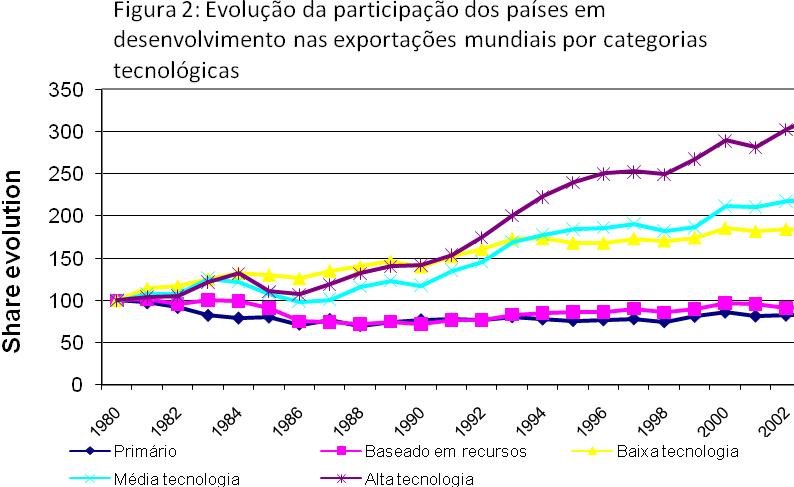 Figura 2: Evolução da participação dos países em
desenvolvimento nas exportações mundiais por categorias
tecnológicas
350
300
250
200
150
100
50
0
Share evolution
1980
1982
1984
1986
1988
1990
1992
1994
1996
1998
2000
2002
Primário
Baseado em recursos
Baixa tecnologia
Média tecnologia
Alta tecnologia